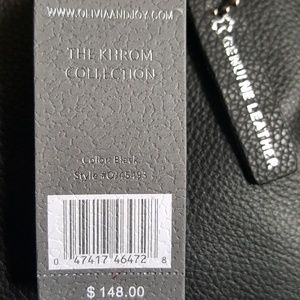 WWW.OLIVIAANDJOY.COM
THE KHROM
COLLECTION
Color: Black
0 47417 46472 8
$ 148.00
GENUINE LEATHER